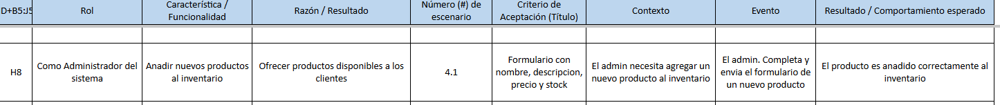 D+B5:J5
Rol
Característica /
Funcionalidad
Razón / Resultado
Número (#) de
escenario
Criterio de
Aceptación (Título)
Contexto
Evento
Resultado / Comportamiento esperado
H8
Como Administrador del
sistema
Anadir nuevos productos
al inventario
Ofrecer productos disponibles a los
clientes
4.1
Formulario con
nombre, descripcion,
precio y stock
El admin necesita agregar un
nuevo producto al inventario
El admin. Completa y
envia el formulario de
un nuevo producto
El producto es anadido correctamente al
inventario